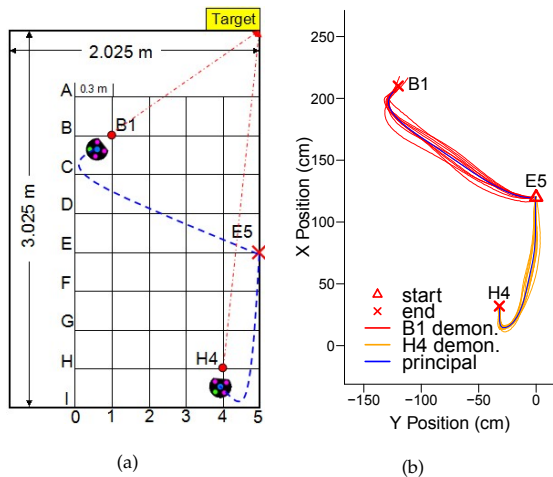 Target
2.025 m
3.025 m
0.3 m
A
B
C
D
E
F
G
H
I
B1
E5
H4
0 1 2 3 4 5
(a)
X Position (cm)
250
200
150
100
50
0
B1
E5
H4
start
end
B1 demon.
H4 demon.
principal
−150 −100 −50 0
Y Position (cm)
(b)